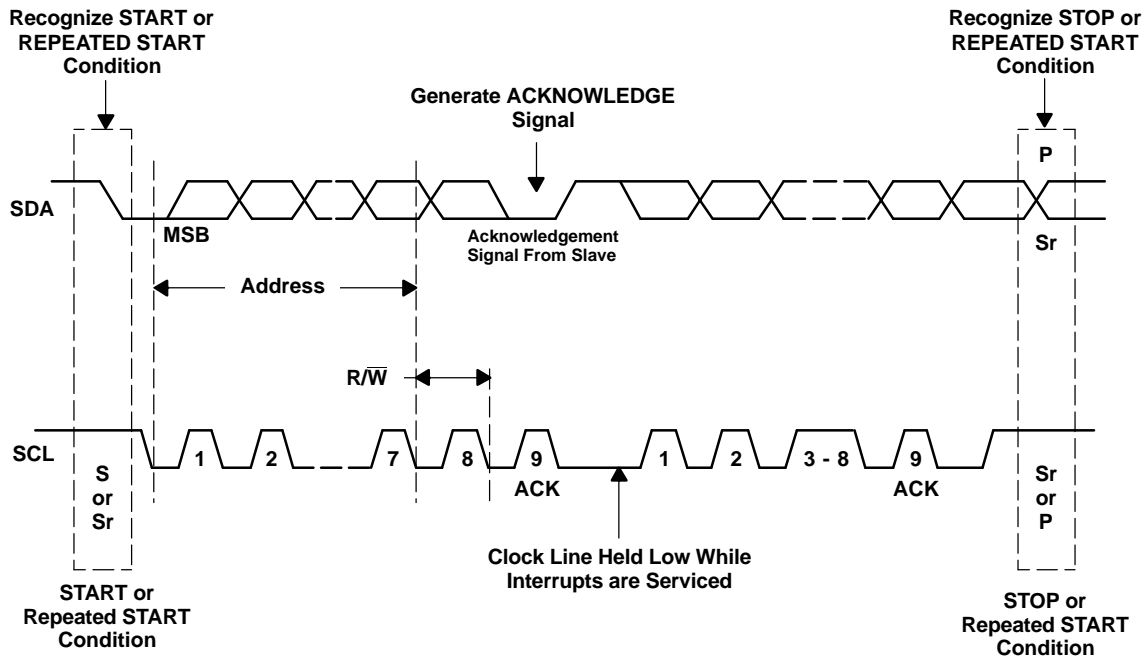 Recognize START or
REPEATED START
Condition
Recognize STOP or
REPEATED START
Condition
Generate ACKNOWLEDGE
Signal
P
SDA
MSB
Acknowledgement
Signal From Slave
Sr
Address
R/W̅
SCL
1
2
7
8
9
1
2
3 - 8
9
ACK
ACK
S
or
Sr
Sr
or
P
Clock Line Held Low While
Interrupts are Serviced
START or
Repeated START
Condition
STOP or
Repeated START
Condition